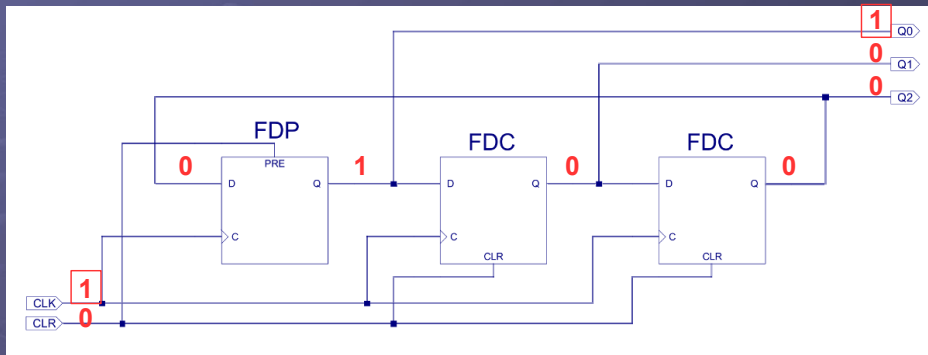 1 Q0
0 Q1
0 Q2
FDP FDC FDC
0 PRE 1 0 0
D Q D Q D Q
C C C
CLR CLR
1
CLK
CLR 0